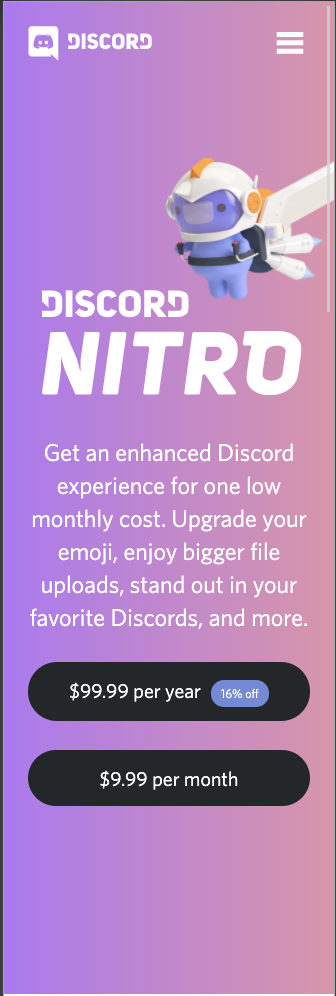 DISCORD
DISCORD
NITRO
Get an enhanced Discord
experience for one low
monthly cost. Upgrade your
emoji, enjoy bigger file
uploads, stand out in your
favorite Discords, and more.
$99.99 per year 16% off
$9.99 per month